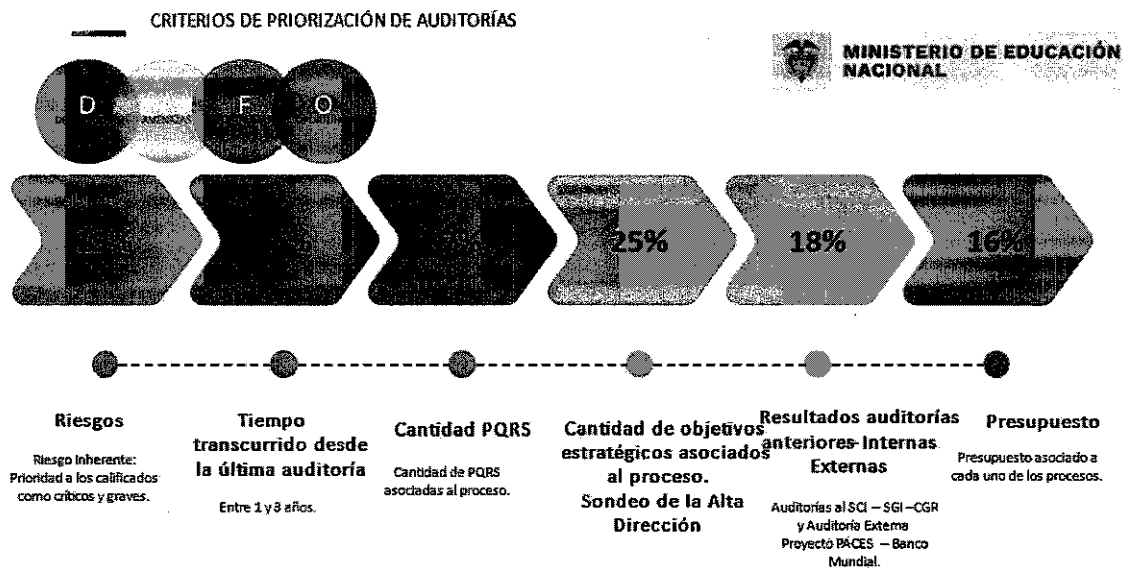 CRITERIOS DE PRIORIZACIÓN DE AUDITORÍAS
MINISTERIO DE EDUCACIÓN
NACIONAL
D
F
O
AMENAZAS
25%
18%
16%
Riesgos
Riesgo Inherente:
Prioridad a los calificados
como críticos y graves.
Tiempo
transcurrido desde
la última auditoría
Entre 1 y 3 años.
Cantidad PQRS
Cantidad de PQRS
asociadas al proceso.
Cantidad de objetivos
estratégicos asociados
al proceso.
Sondeo de la Alta
Dirección
Resultados auditorías
anteriores-Internas
Externas
Auditorías al SCI – SGI –CGR
y Auditoría Externa
Proyecto PACES – Banco
Mundial.
Presupuesto
Presupuesto asociado a
cada uno de los procesos.